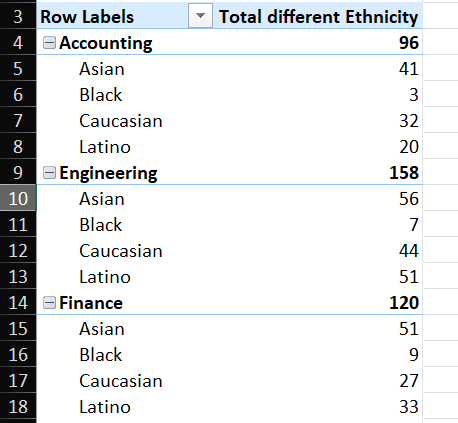 3 Row Labels Total different Ethnicity
4 Accounting 96
5 Asian 41
6 Black 3
7 Caucasian 32
8 Latino 20
9 Engineering 158
10 Asian 56
11 Black 7
12 Caucasian 44
13 Latino 51
14 Finance 120
15 Asian 51
16 Black 9
17 Caucasian 27
18 Latino 33